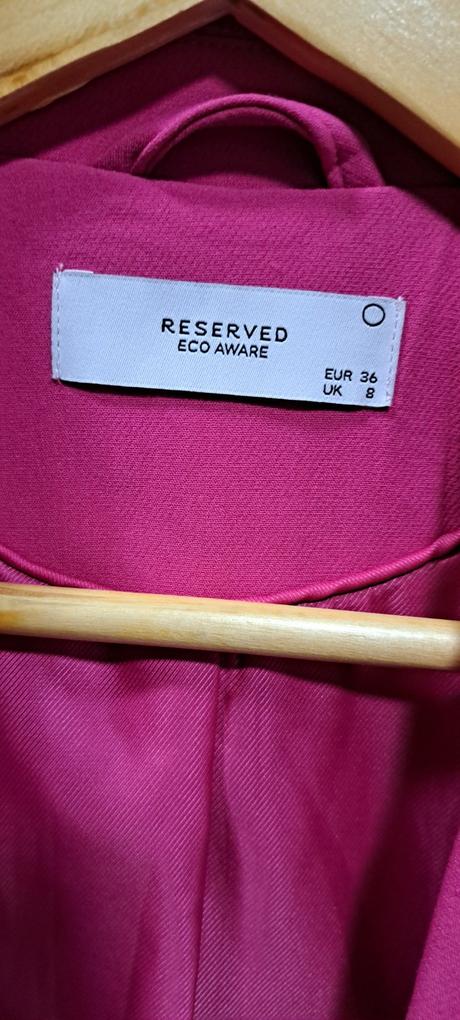 RESERVED
ECO AWARE
EUR 36
UK 8